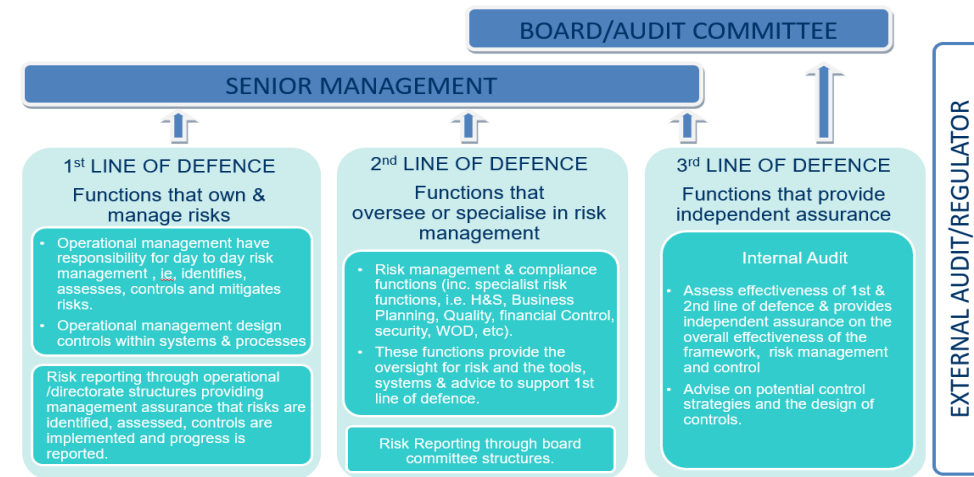 BOARD/AUDIT COMMITTEE
SENIOR MANAGEMENT
1st LINE OF DEFENCE
Functions that own &
manage risks
• Operational management have
responsibility for day to day risk
management , ie, identifies,
assesses, controls and mitigates
risks.
• Operational management design
controls within systems & processes
Risk reporting through operational
/directorate structures providing
management assurance that risks are
identified, assessed, controls are
implemented and progress is
reported.
2nd LINE OF DEFENCE
Functions that
oversee or specialise in risk
management
• Risk management & compliance
functions (inc. specialist risk
functions, i.e. H&S, Business
Planning, Quality, financial Control,
security, WOD, etc).
• These functions provide the
oversight for risk and the tools,
systems & advice to support 1st
line of defence.
Risk Reporting through board
committee structures.
3rd LINE OF DEFENCE
Functions that provide
independent assurance
Internal Audit
• Assess effectiveness of 1st &
2nd line of defence & provides
independent assurance on the
overall effectiveness of the
framework, risk management
and control
• Advise on potential control
strategies and the design of
controls.
EXTERNAL AUDIT/REGULATOR